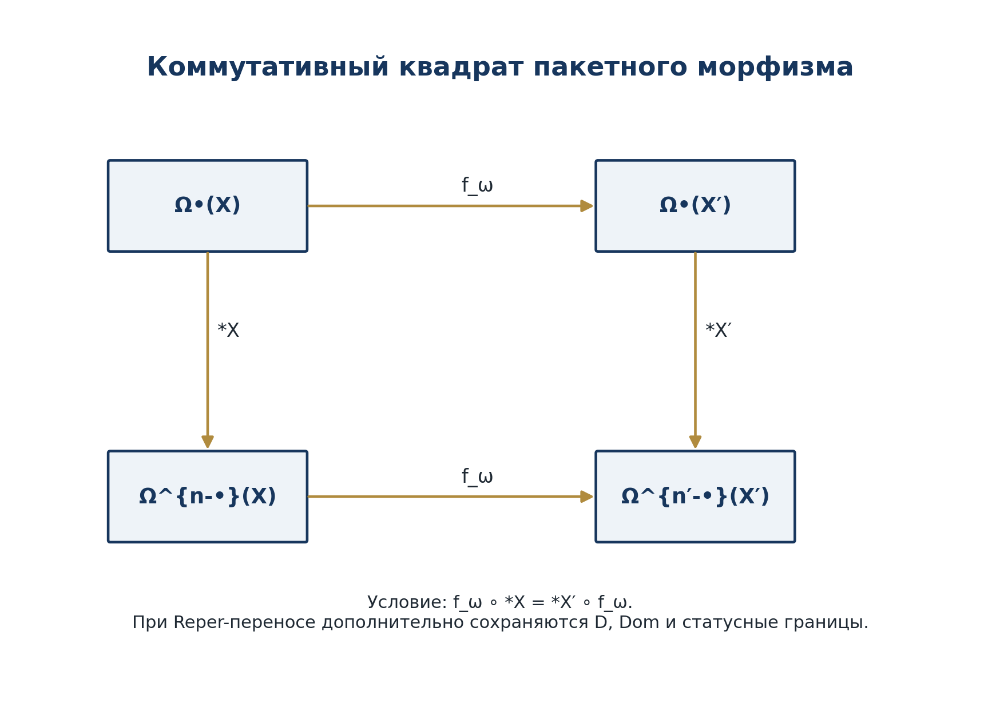 Коммутативный квадрат пакетного морфизма
f_ω
Ω•(X)
Ω•(X′)
*X
*X′
f_ω
Ω^{n-•}(X)
Ω^{n′-•}(X′)
Условие: f_ω ∘ *X = *X′ ∘ f_ω.
При Reper-переносе дополнительно сохраняются D, Dom и статусные границы.